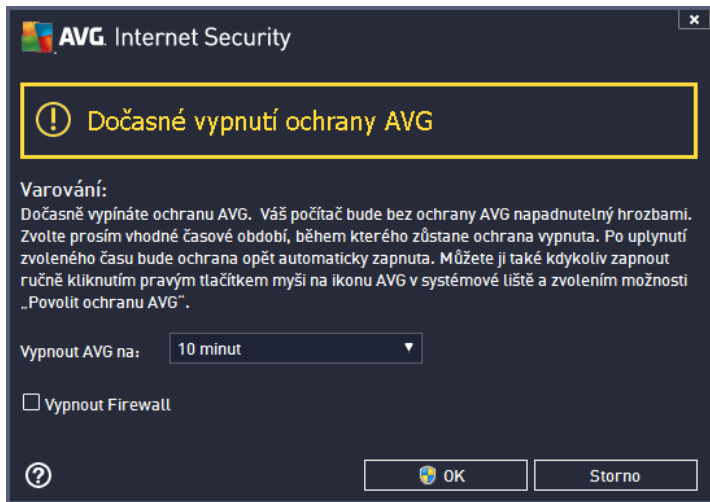 AVG. Internet Security
Dočasné vypnutí ochrany AVG
Varování:
Dočasně vypínáte ochranu AVG. Váš počítač bude bez ochrany AVG napadnutelný hrozbami.
Zvolte prosím vhodné časové období, během kterého zůstane ochrana vypnuta. Po uplynutí
zvoleného času bude ochrana opět automaticky zapnuta. Můžete ji také kdykoliv zapnout
ručně kliknutím pravým tlačítkem myši na ikonu AVG v systémové liště a zvolením možnosti
„Povolit ochranu AVG“.
Vypnout AVG na: 10 minut
Vypnout Firewall
OK Storno